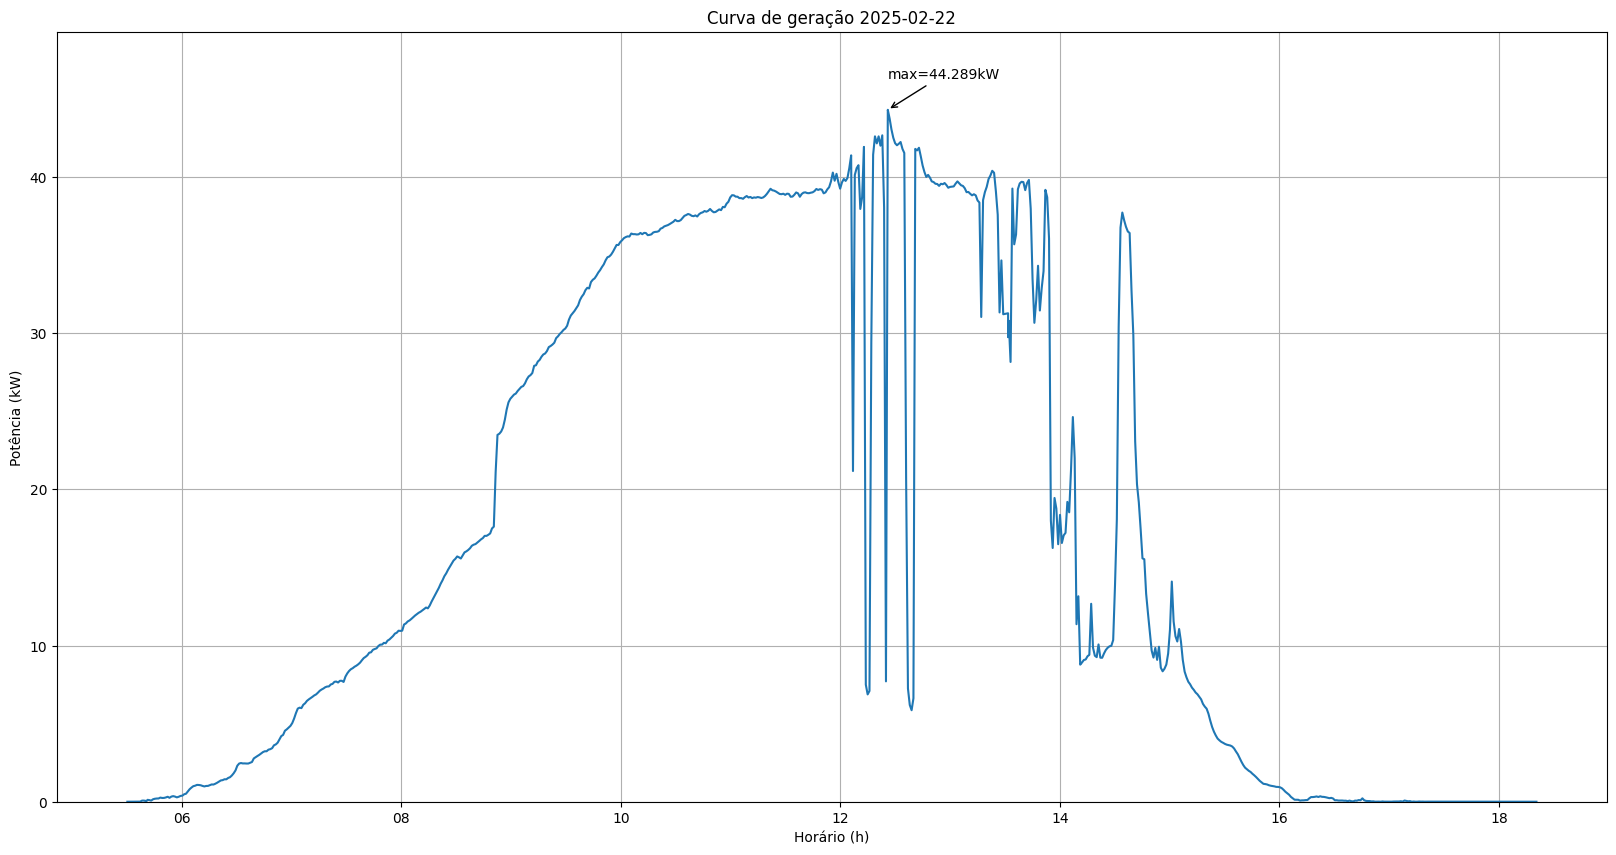 Curva de geração 2025-02-22
max=44.289kW
Potência (kW)
40
30
20
10
0
06 08 10 12 14 16 18
Horário (h)